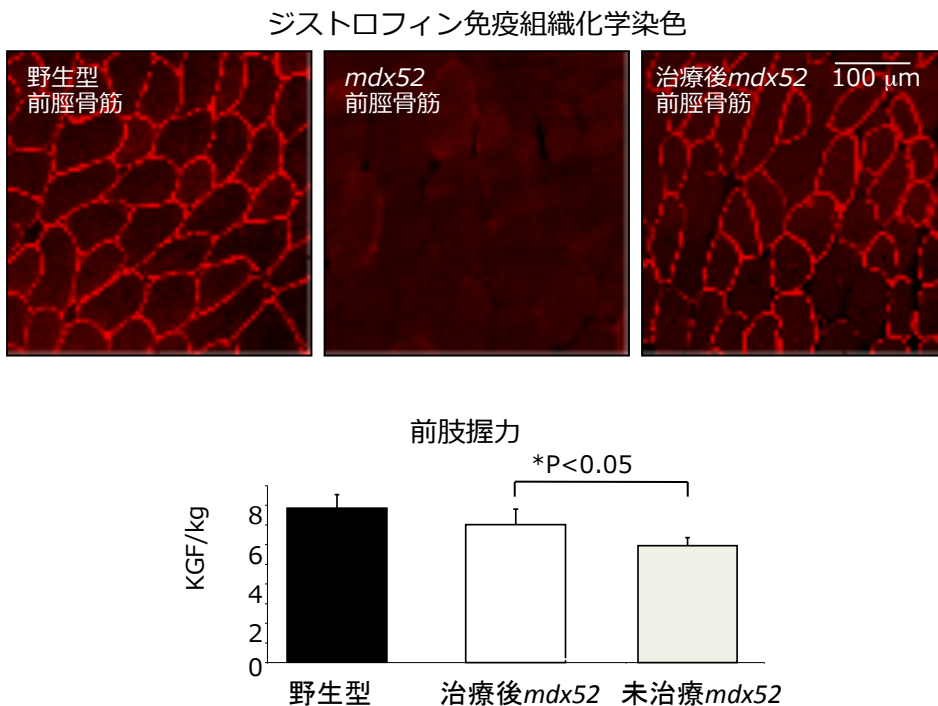 ジストロフィン免疫組織化学染色
野生型
前脛骨筋
mdx52
前脛骨筋
治療後mdx52
前脛骨筋
100 μm
前肢握力
*P<0.05
KGF/kg
8
6
4
2
0
野生型
治療後mdx52
未治療mdx52